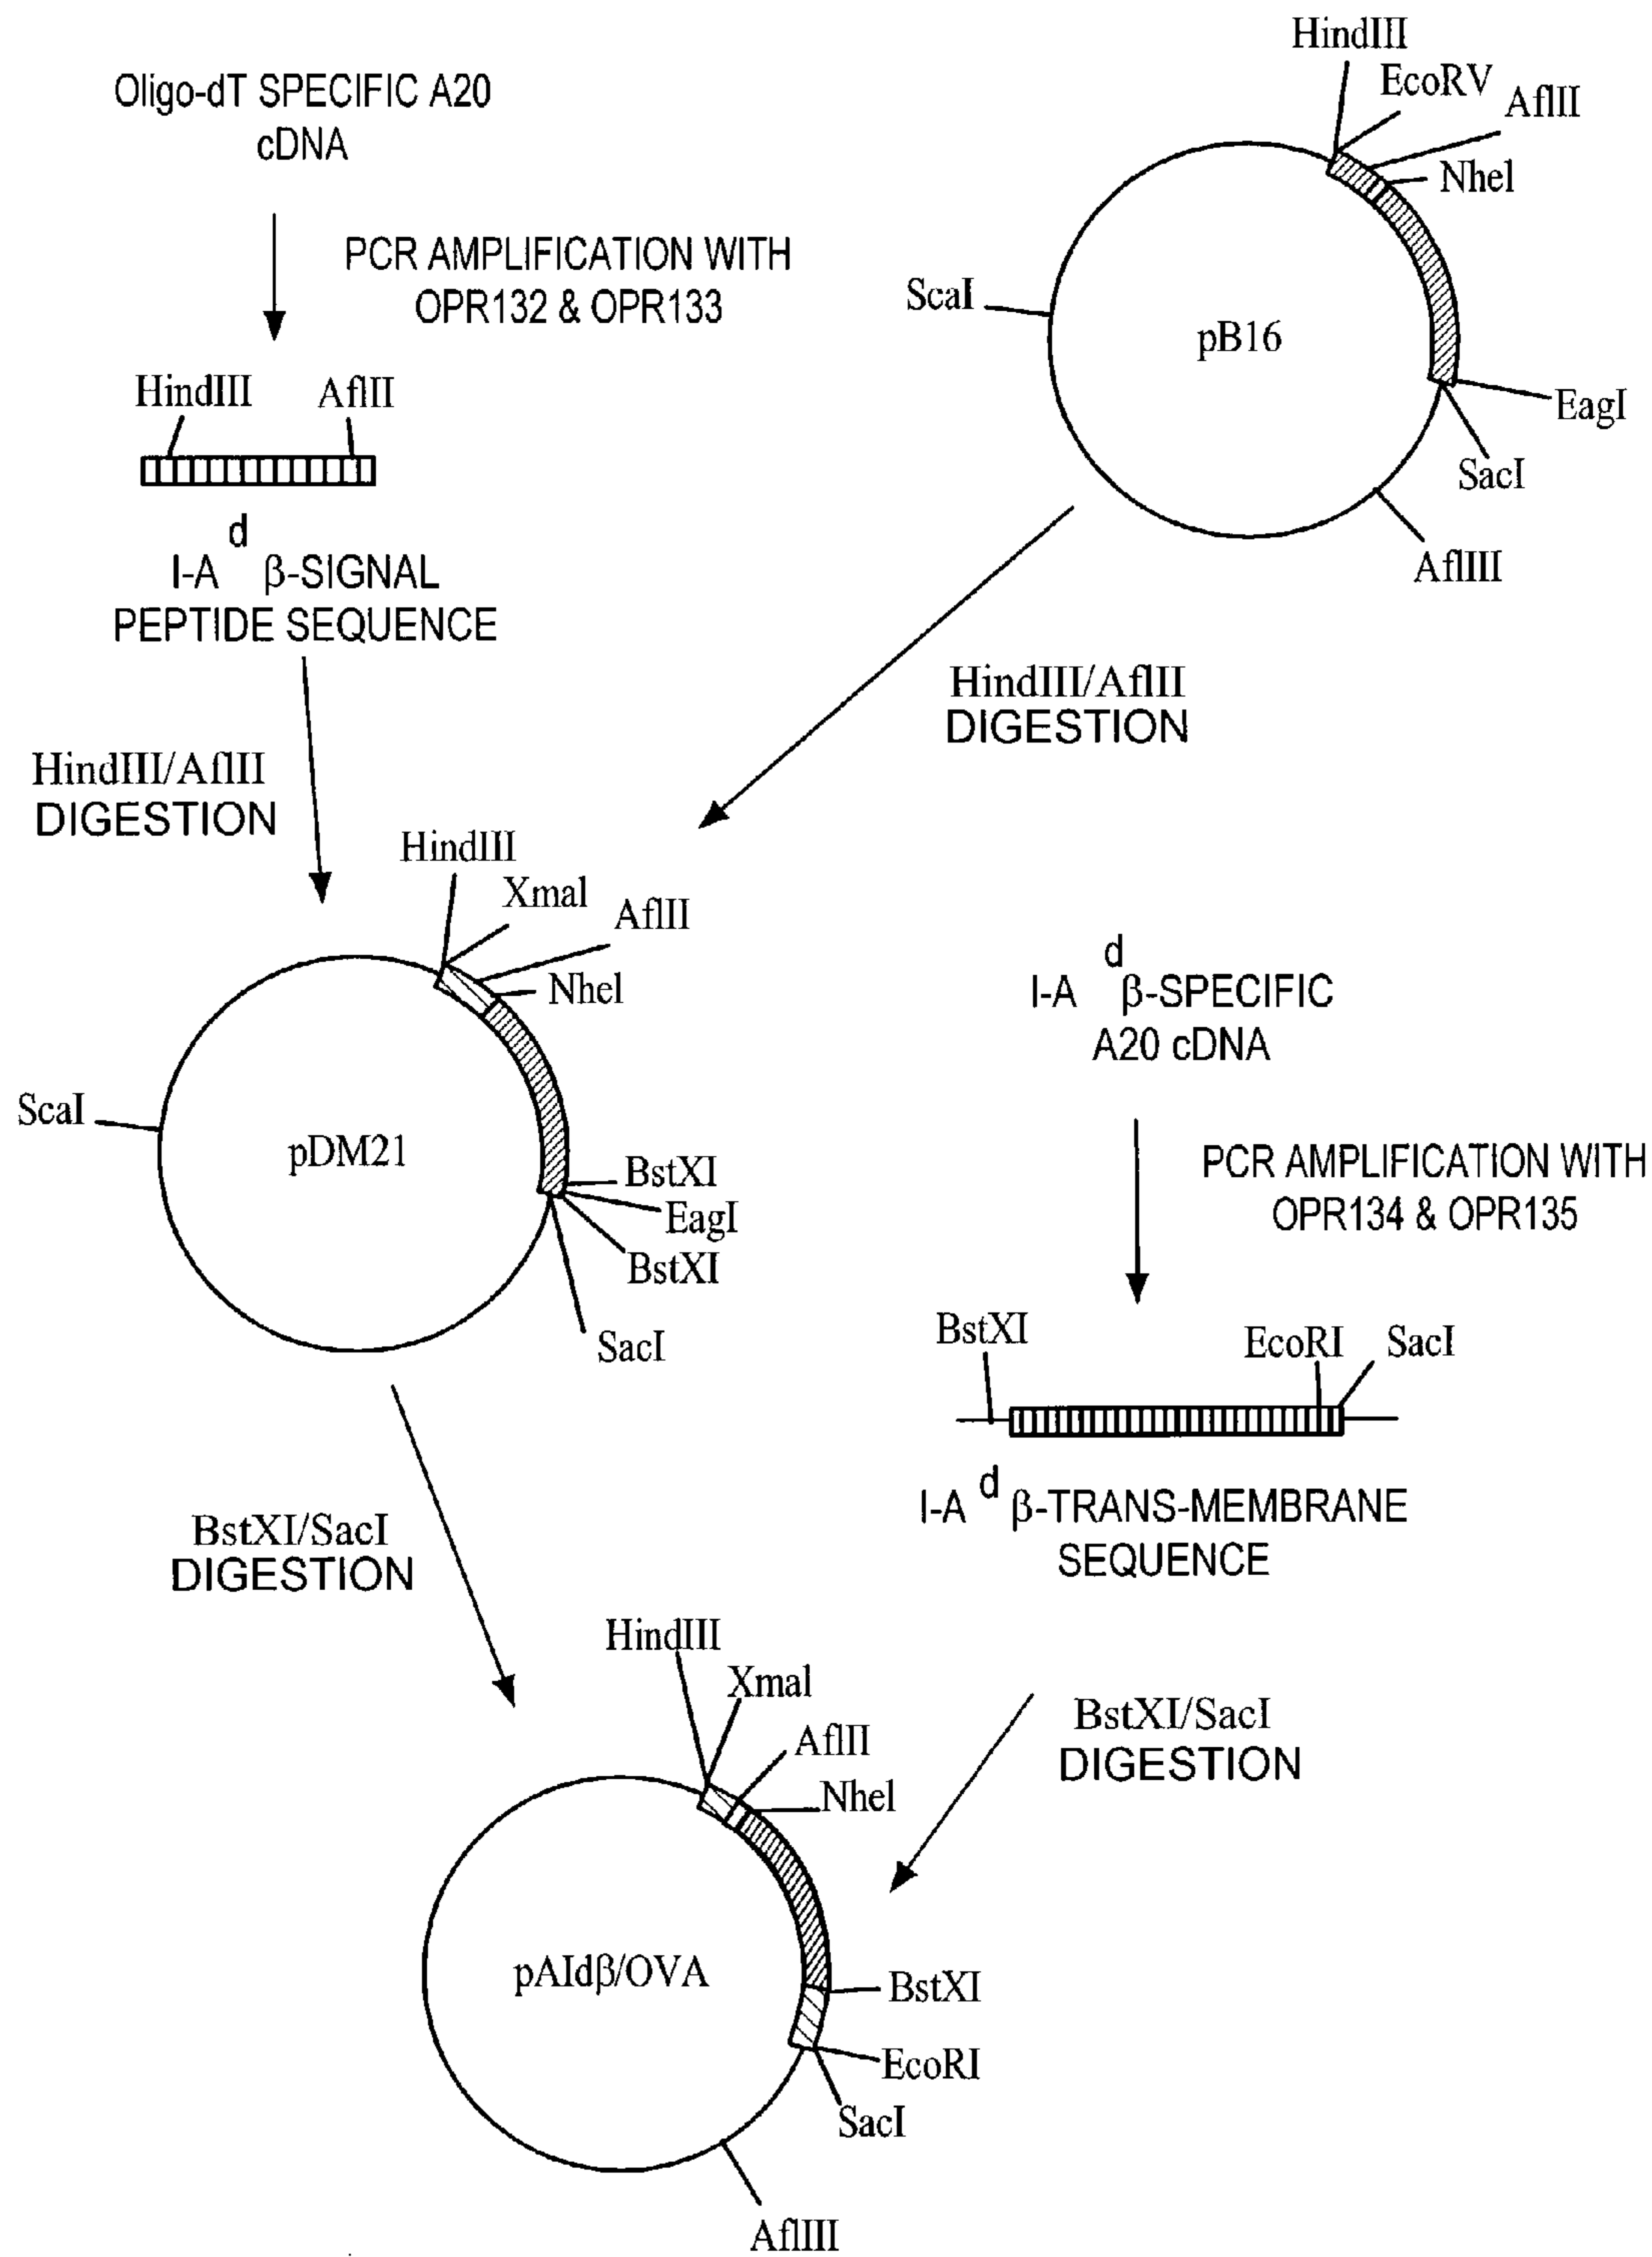 Oligo-dT SPECIFIC A20
cDNA
PCR AMPLIFICATION WITH
OPR132 & OPR133
HindIII
AflII
d
I-A β-SIGNAL
PEPTIDE SEQUENCE
HindIII/AflII
DIGESTION
HindIII
EcoRV
AflII
NheI
ScaI
pB16
EagI
SacI
AflIII
HindIII/AflII
DIGESTION
HindIII
XmaI
AflII
NheI
ScaI
pDM21
BstXI
EagI
BstXI
SacI
d
I-A β-SPECIFIC
A20 cDNA
PCR AMPLIFICATION WITH
OPR134 & OPR135
BstXI
EcoRI
SacI
d
I-A β-TRANS-MEMBRANE
SEQUENCE
BstXI/SacI
DIGESTION
BstXI/SacI
DIGESTION
HindIII
XmaI
AflII
NheI
pAIdβ/OVA
BstXI
EcoRI
SacI
AflIII